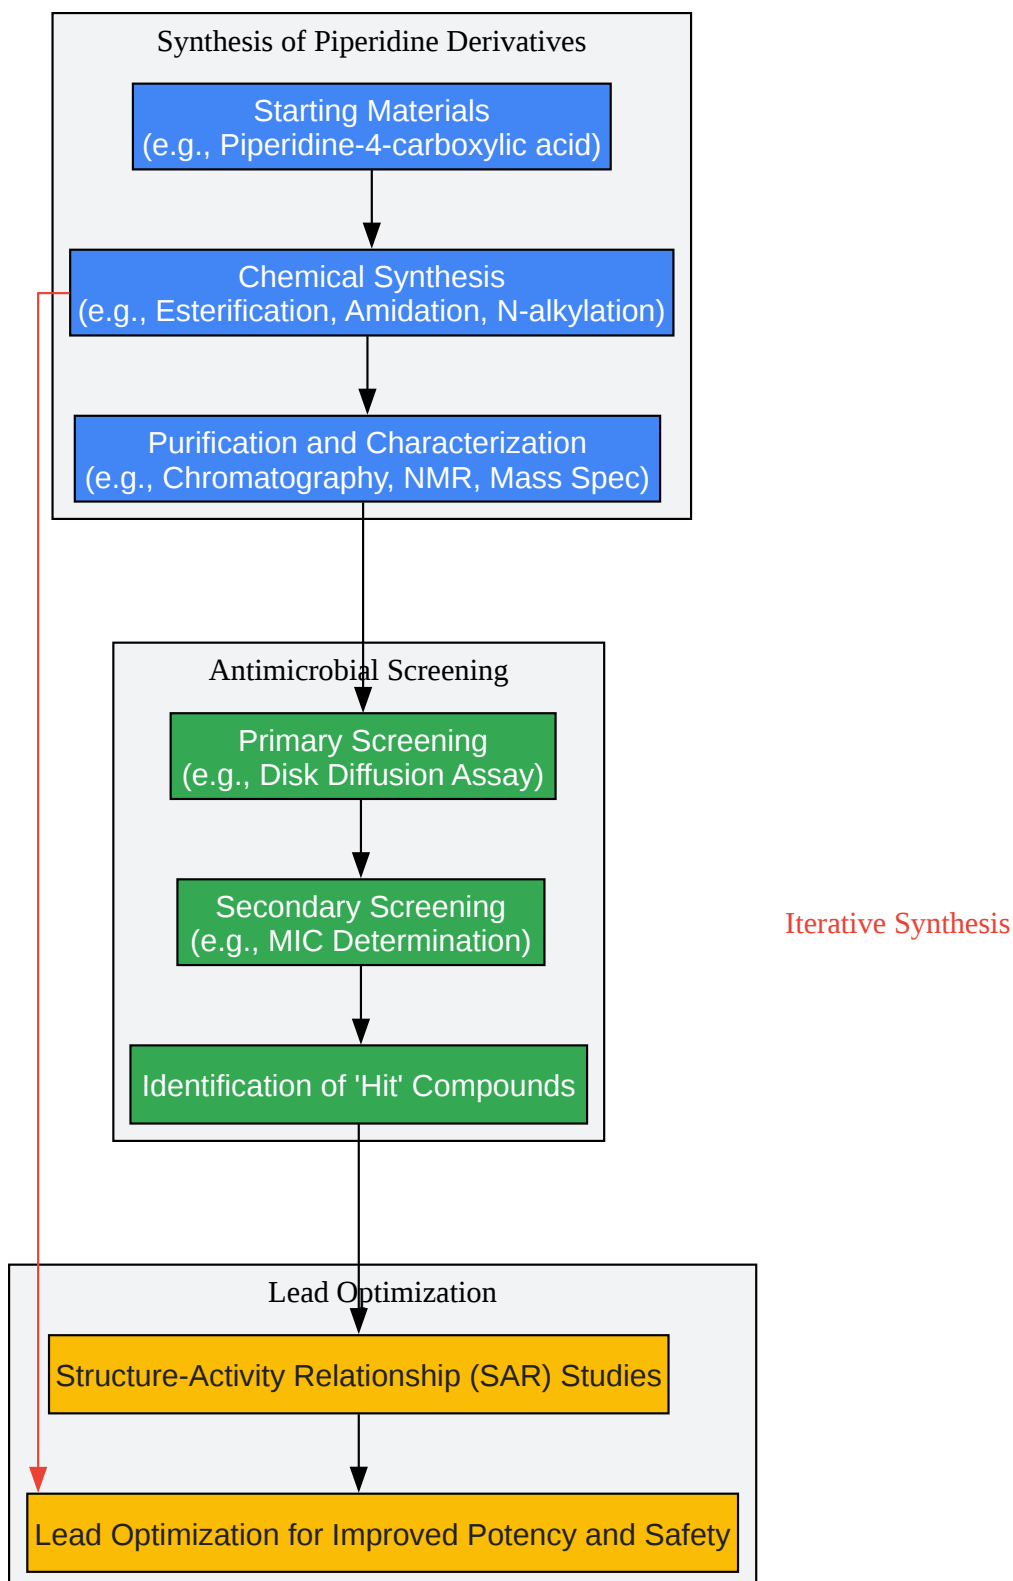 Synthesis of Piperidine Derivatives
Starting Materials
(e.g., Piperidine-4-carboxylic acid)
Chemical Synthesis
(e.g., Esterification, Amidation, N-alkylation)
Purification and Characterization
(e.g., Chromatography, NMR, Mass Spec)
Antimicrobial Screening
Primary Screening
(e.g., Disk Diffusion Assay)
Secondary Screening
(e.g., MIC Determination)
Iterative Synthesis
Identification of 'Hit' Compounds
Lead Optimization
Structure-Activity Relationship (SAR) Studies
Lead Optimization for Improved Potency and Safety